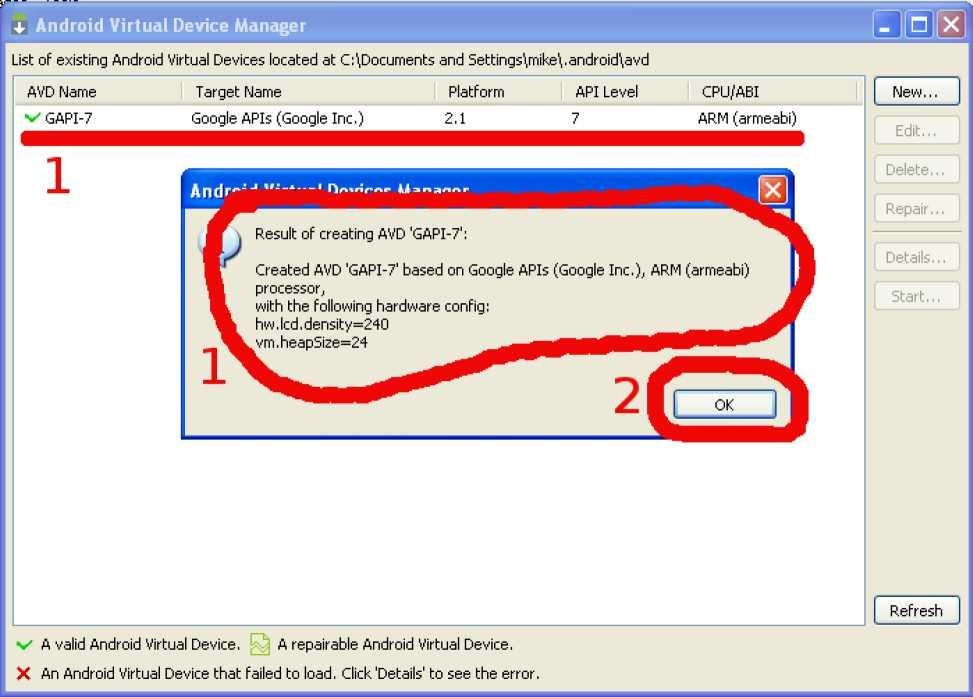 Android Virtual Device Manager
List of existing Android Virtual Devices located at C:\Documents and Settings\mike\.android\avd
AVD Name Target Name Platform API Level CPU/ABI
GAPI-7 Google APIs (Google Inc.) 2.1 7 ARM (armeabi)
New...
Edit...
Delete...
Repair...
Details...
Start...
1
Android Virtual Devices Manager
Result of creating AVD 'GAPI-7':
Created AVD 'GAPI-7' based on Google APIs (Google Inc.), ARM (armeabi)
processor,
with the following hardware config:
hw.lcd.density=240
vm.heapSize=24
1
2
OK
Refresh
A valid Android Virtual Device. A repairable Android Virtual Device.
An Android Virtual Device that failed to load. Click 'Details' to see the error.